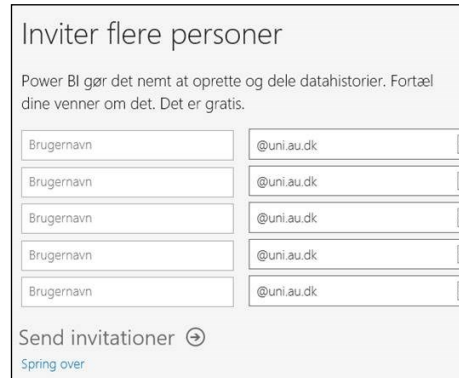 Inviter flere personer
Power BI gør det nemt at oprette og dele datahistorier. Fortæl
dine venner om det. Det er gratis.
Brugernavn @uni.au.dk
Brugernavn @uni.au.dk
Brugernavn @uni.au.dk
Brugernavn @uni.au.dk
Brugernavn @uni.au.dk
Send invitationer
Spring over